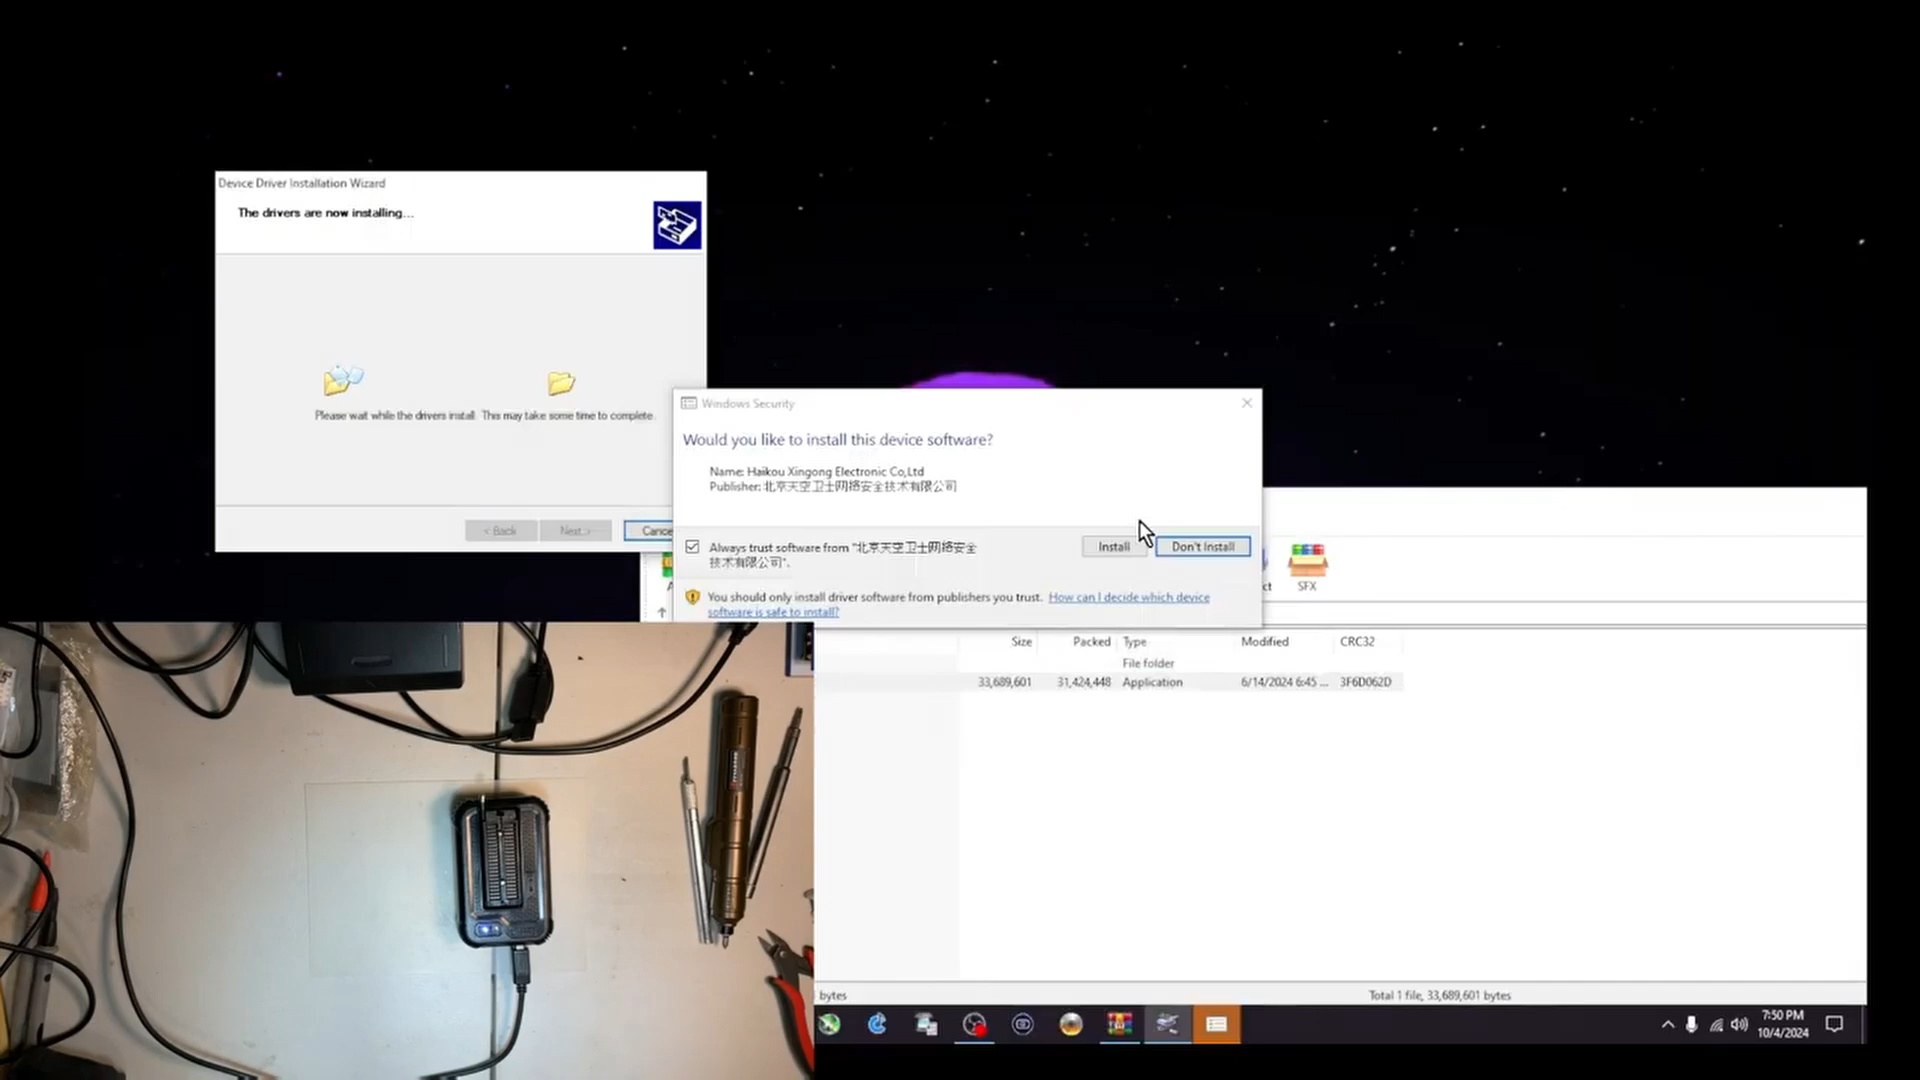 Device Driver Installation Wizard
The drivers are now installing...
Please wait while the drivers install. This may take some time to complete.
< Back
Next >
Cance
Windows Security
Would you like to install this device software?
Name: Haikou Xingong Electronic Co,Ltd
Publisher: 北京天空卫士网络安全技术有限公司
Always trust software from "北京天空卫士网络安全
技术有限公司".
Install
Don't Install
You should only install driver software from publishers you trust. How can I decide which device
software is safe to install?
ct
SFX
Size
Packed
Type
Modified
CRC32
File folder
33,689,601
31,424,448
Application
6/14/2024 6:45 ...
3F6D062D
bytes
Total 1 file, 33,689,601 bytes
7:50 PM
10/4/2024